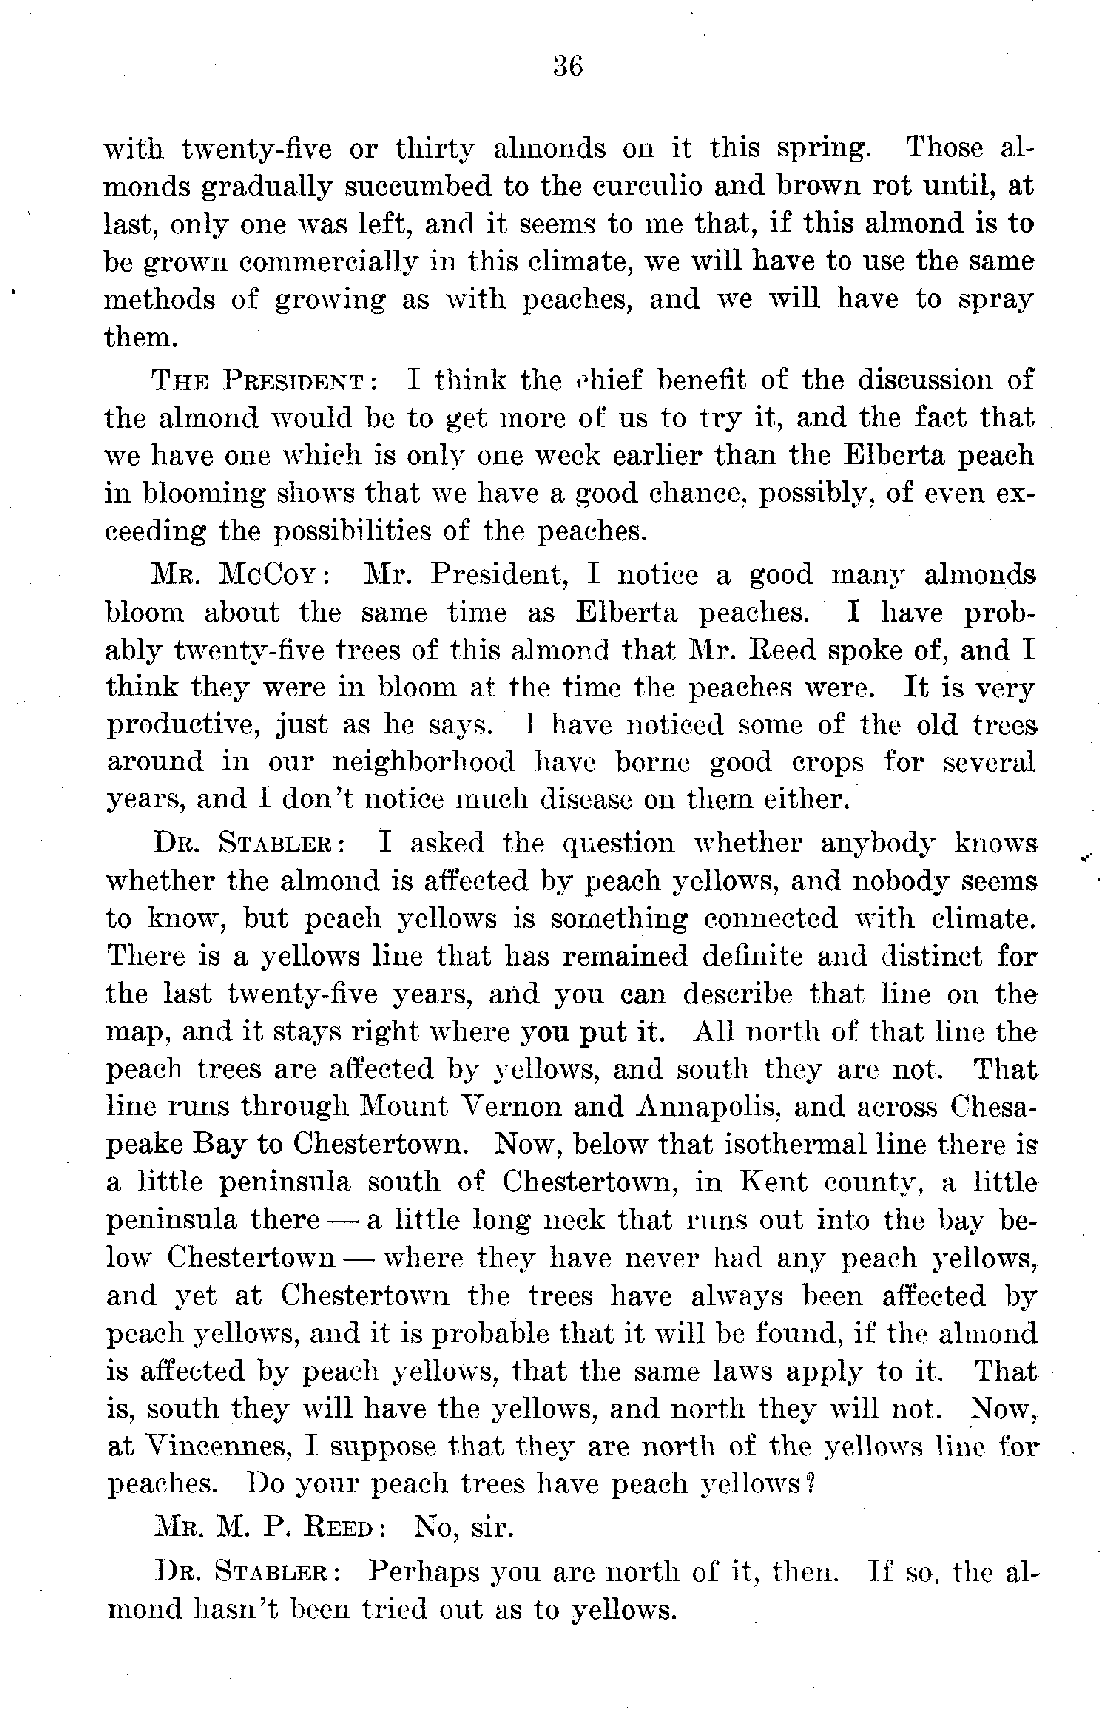 36
with twenty-five or thirty almonds on it this spring. Those al-
monds gradually succumbed to the curculio and brown rot until, at
last, only one was left, and it seems to me that, if this almond is to
be grown commercially in this climate, we will have to use the same
methods of growing as with peaches, and we will have to spray
them.
THE PRESIDENT: I think the chief benefit of the discussion of
the almond would be to get more of us to try it, and the fact that
we have one which is only one week earlier than the Elberta peach
in blooming shows that we have a good chance, possibly, of even ex-
ceeding the possibilities of the peaches.
MR. MCCOY: Mr. President, I notice a good many almonds
bloom about the same time as Elberta peaches. I have prob-
ably twenty-five trees of this almond that Mr. Reed spoke of, and I
think they were in bloom at the time the peaches were. It is very
productive, just as he says. I have noticed some of the old trees
around in our neighborhood have borne good crops for several
years, and I don't notice much disease on them either.
DR. STABLER: I asked the question whether anybody knows
whether the almond is affected by peach yellows, and nobody seems
to know, but peach yellows is something connected with climate.
There is a yellows line that has remained definite and distinct for
the last twenty-five years, and you can describe that line on the
map, and it stays right where you put it. All north of that line the
peach trees are affected by yellows, and south they are not. That
line runs through Mount Vernon and Annapolis, and across Chesa-
peake Bay to Chestertown. Now, below that isothermal line there is
a little peninsula south of Chestertown, in Kent county, a little
peninsula there — a little long neck that runs out into the bay be-
low Chestertown — where they have never had any peach yellows,
and yet at Chestertown the trees have always been affected by
peach yellows, and it is probable that it will be found, if the almond
is affected by peach yellows, that the same laws apply to it. That
is, south they will have the yellows, and north they will not. Now,
at Vincennes, I suppose that they are north of the yellows line for
peaches. Do your peach trees have peach yellows?
MR. M. P. REED: No, sir.
DR. STABLER: Perhaps you are north of it, then. If so, the al-
mond hasn't been tried out as to yellows.